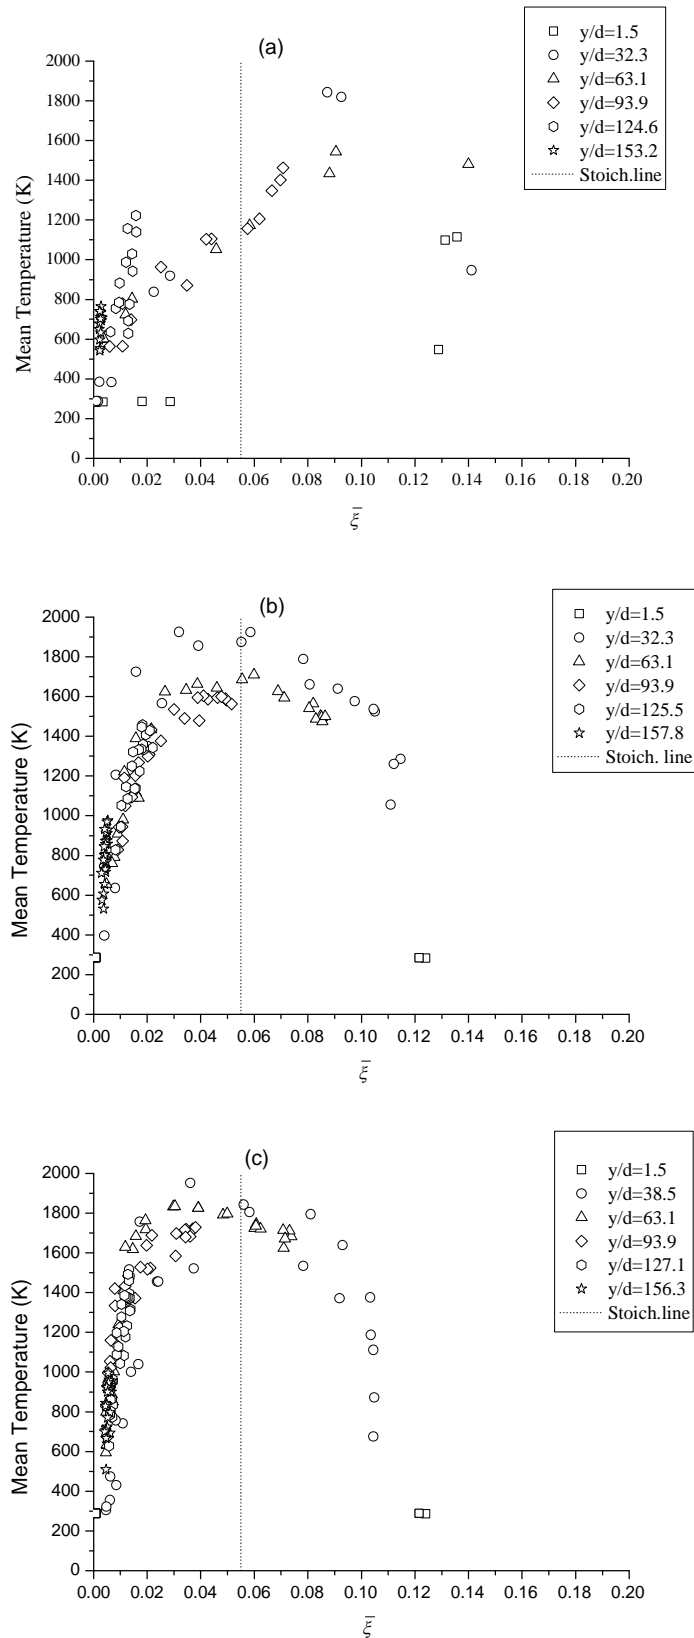 (a)
y/d=1.5
y/d=32.3
y/d=63.1
y/d=93.9
y/d=124.6
y/d=153.2
Stoich.line
2000
1800
1600
1400
1200
1000
800
600
400
200
0
Mean Temperature (K)
0.00 0.02 0.04 0.06 0.08 0.10 0.12 0.14 0.16 0.18 0.20
ξ̄
(b)
y/d=1.5
y/d=32.3
y/d=63.1
y/d=93.9
y/d=125.5
y/d=157.8
Stoich. line
2000
1800
1600
1400
1200
1000
800
600
400
200
0
Mean Temperature (K)
0.00 0.02 0.04 0.06 0.08 0.10 0.12 0.14 0.16 0.18 0.20
ξ̄
(c)
y/d=1.5
y/d=38.5
y/d=63.1
y/d=93.9
y/d=127.1
y/d=156.3
Stoich. line
2000
1800
1600
1400
1200
1000
800
600
400
200
0
Mean Temperature (K)
0.00 0.02 0.04 0.06 0.08 0.10 0.12 0.14 0.16 0.18 0.20
ξ̄